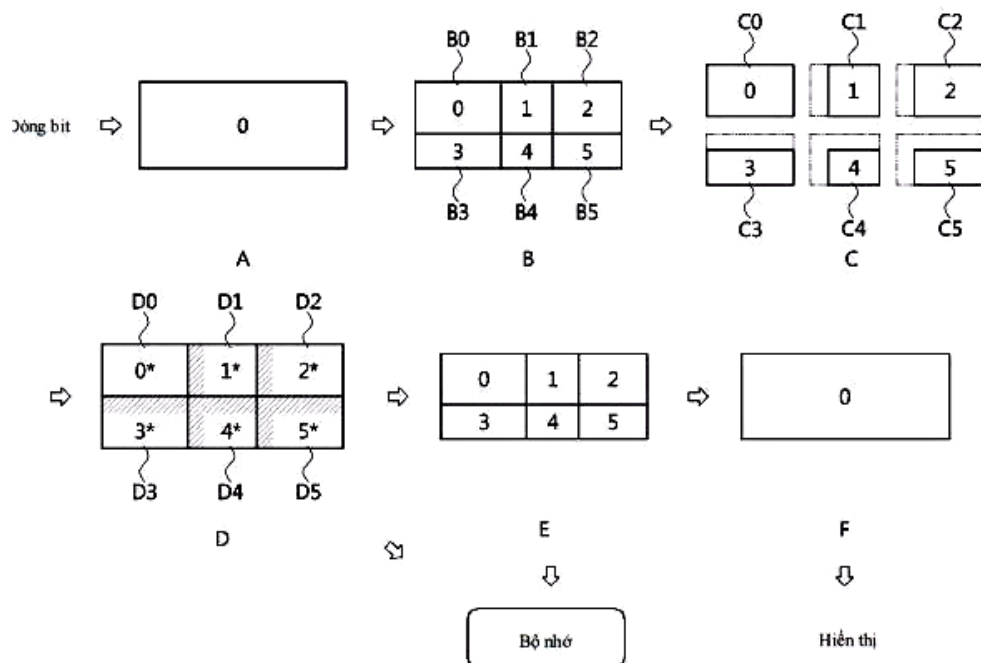 C0 C1 C2
B0 B1 B2
0 1 2
Dòng bit 0 0 1 2
3 4 5 3 4 5
B3 B4 B5 C3 C4 C5
A B C
D0 D1 D2
0* 1* 2* 0 1 2 0
3* 4* 5* 3 4 5
D3 D4 D5
D E F
Bộ nhớ Hiển thị